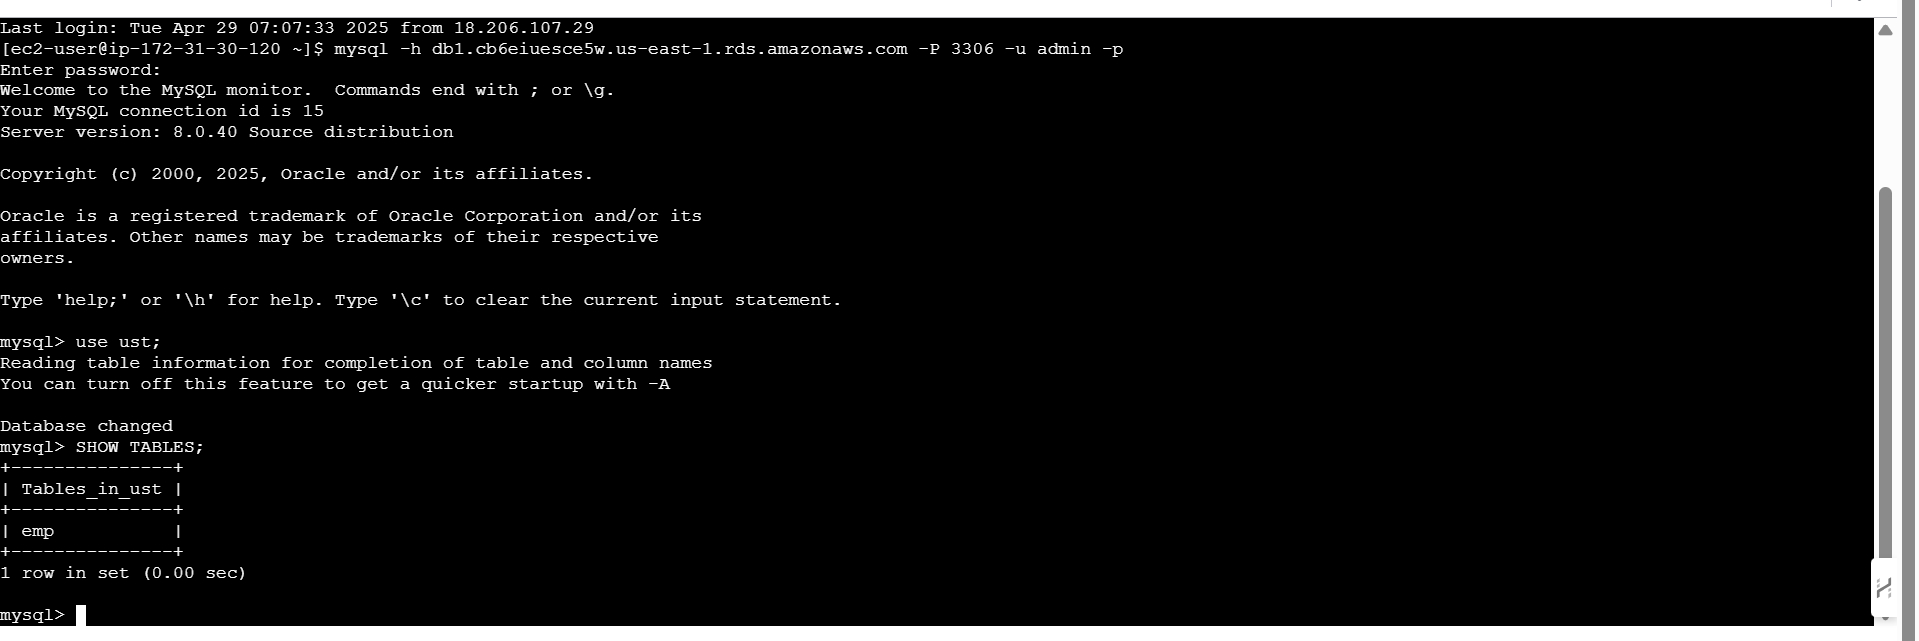 Last login: Tue Apr 29 07:07:33 2025 from 18.206.107.29
[ec2-user@ip-172-31-30-120 ~]$ mysql -h db1.cb6eiuesce5w.us-east-1.rds.amazonaws.com -P 3306 -u admin -p
Enter password:
Welcome to the MySQL monitor.  Commands end with ; or \g.
Your MySQL connection id is 15
Server version: 8.0.40 Source distribution
Copyright (c) 2000, 2025, Oracle and/or its affiliates.
Oracle is a registered trademark of Oracle Corporation and/or its
affiliates. Other names may be trademarks of their respective
owners.
Type 'help;' or '\h' for help. Type '\c' to clear the current input statement.
mysql> use ust;
Reading table information for completion of table and column names
You can turn off this feature to get a quicker startup with -A
Database changed
mysql> SHOW TABLES;
+---------------+
| Tables_in_ust |
+---------------+
| emp           |
+---------------+
1 row in set (0.00 sec)
mysql>